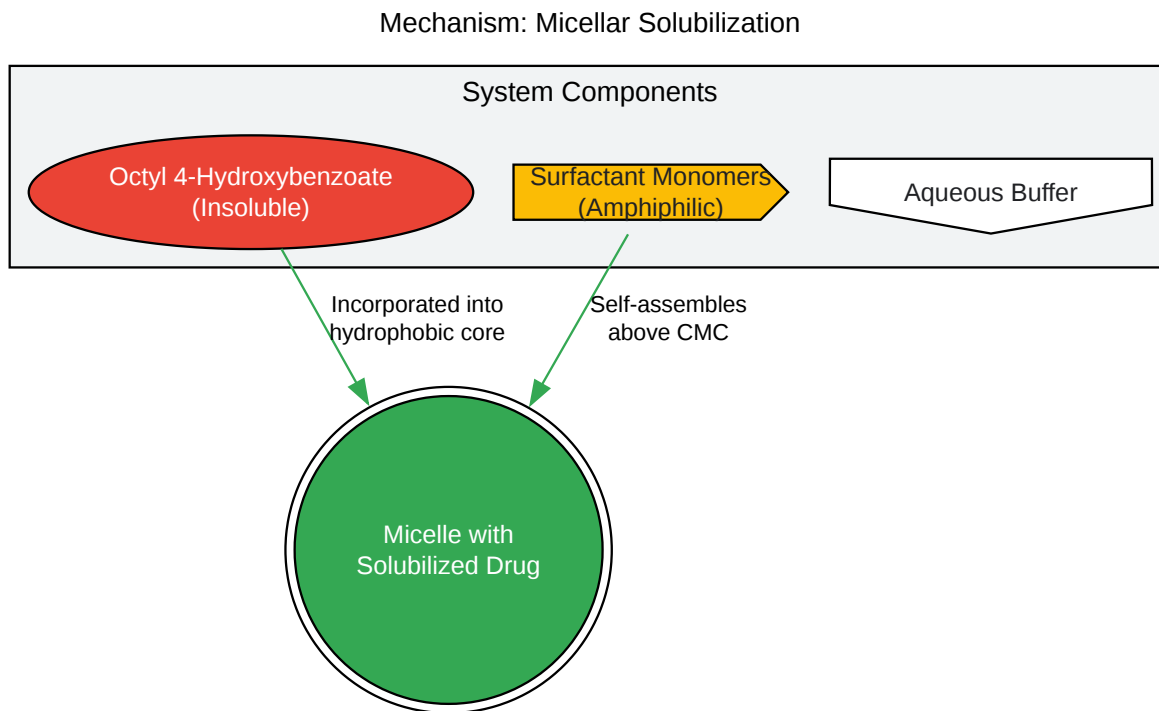 Mechanism: Micellar Solubilization
System Components
Octyl 4-Hydroxybenzoate
(Insoluble)
Surfactant Monomers
(Amphiphilic)
Aqueous Buffer
Incorporated into
hydrophobic core
Self-assembles
above CMC
Micelle with
Solubilized Drug